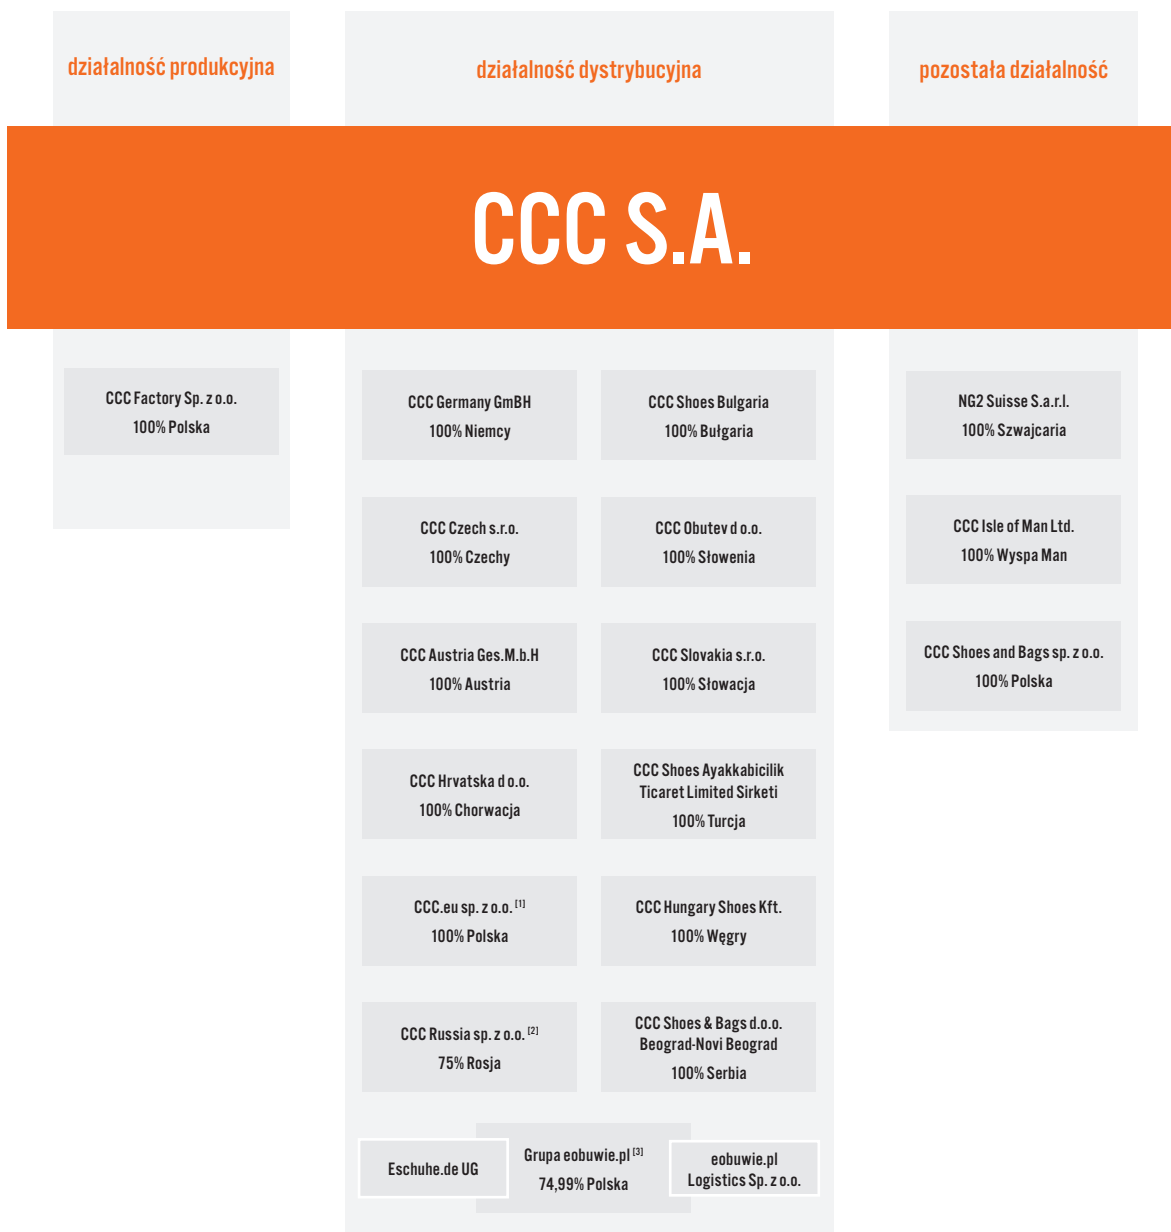 działalność produkcyjna
działalność dystrybucyjna
pozostała działalność
CCC S.A.
CCC Factory Sp. z o.o.
100% Polska
CCC Germany GmBH
100% Niemcy
CCC Shoes Bulgaria
100% Bułgaria
NG2 Suisse S.a.r.l.
100% Szwajcaria
CCC Czech s.r.o.
100% Czechy
CCC Obutev d o.o.
100% Słowenia
CCC Isle of Man Ltd.
100% Wyspa Man
CCC Austria Ges.M.b.H
100% Austria
CCC Slovakia s.r.o.
100% Słowacja
CCC Shoes and Bags sp. z o.o.
100% Polska
CCC Hrvatska d o.o.
100% Chorwacja
CCC Shoes Ayakkabicilik
Ticaret Limited Sirketi
100% Turcja
CCC.eu sp. z o.o. [1]
100% Polska
CCC Hungary Shoes Kft.
100% Węgry
CCC Russia sp. z o.o. [2]
75% Rosja
CCC Shoes & Bags d.o.o.
Beograd-Novi Beograd
100% Serbia
Eschuhe.de UG
Grupa eobuwie.pl [3]
74,99% Polska
eobuwie.pl
Logistics Sp. z o.o.